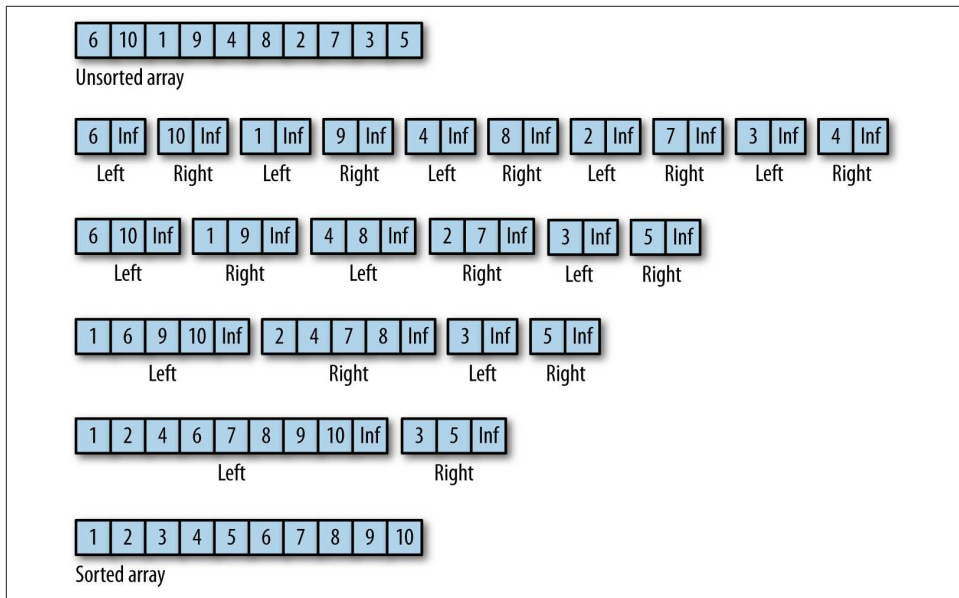 6 10 1 9 4 8 2 7 3 5
Unsorted array
6 Inf 10 Inf 1 Inf 9 Inf 4 Inf 8 Inf 2 Inf 7 Inf 3 Inf 4 Inf
Left Right Left Right Left Right Left Right Left Right
6 10 Inf 1 9 Inf 4 8 Inf 2 7 Inf 3 Inf 5 Inf
Left Right Left Right Left Right
1 6 9 10 Inf 2 4 7 8 Inf 3 Inf 5 Inf
Left Right Left Right
1 2 4 6 7 8 9 10 Inf 3 5 Inf
Left Right
1 2 3 4 5 6 7 8 9 10
Sorted array